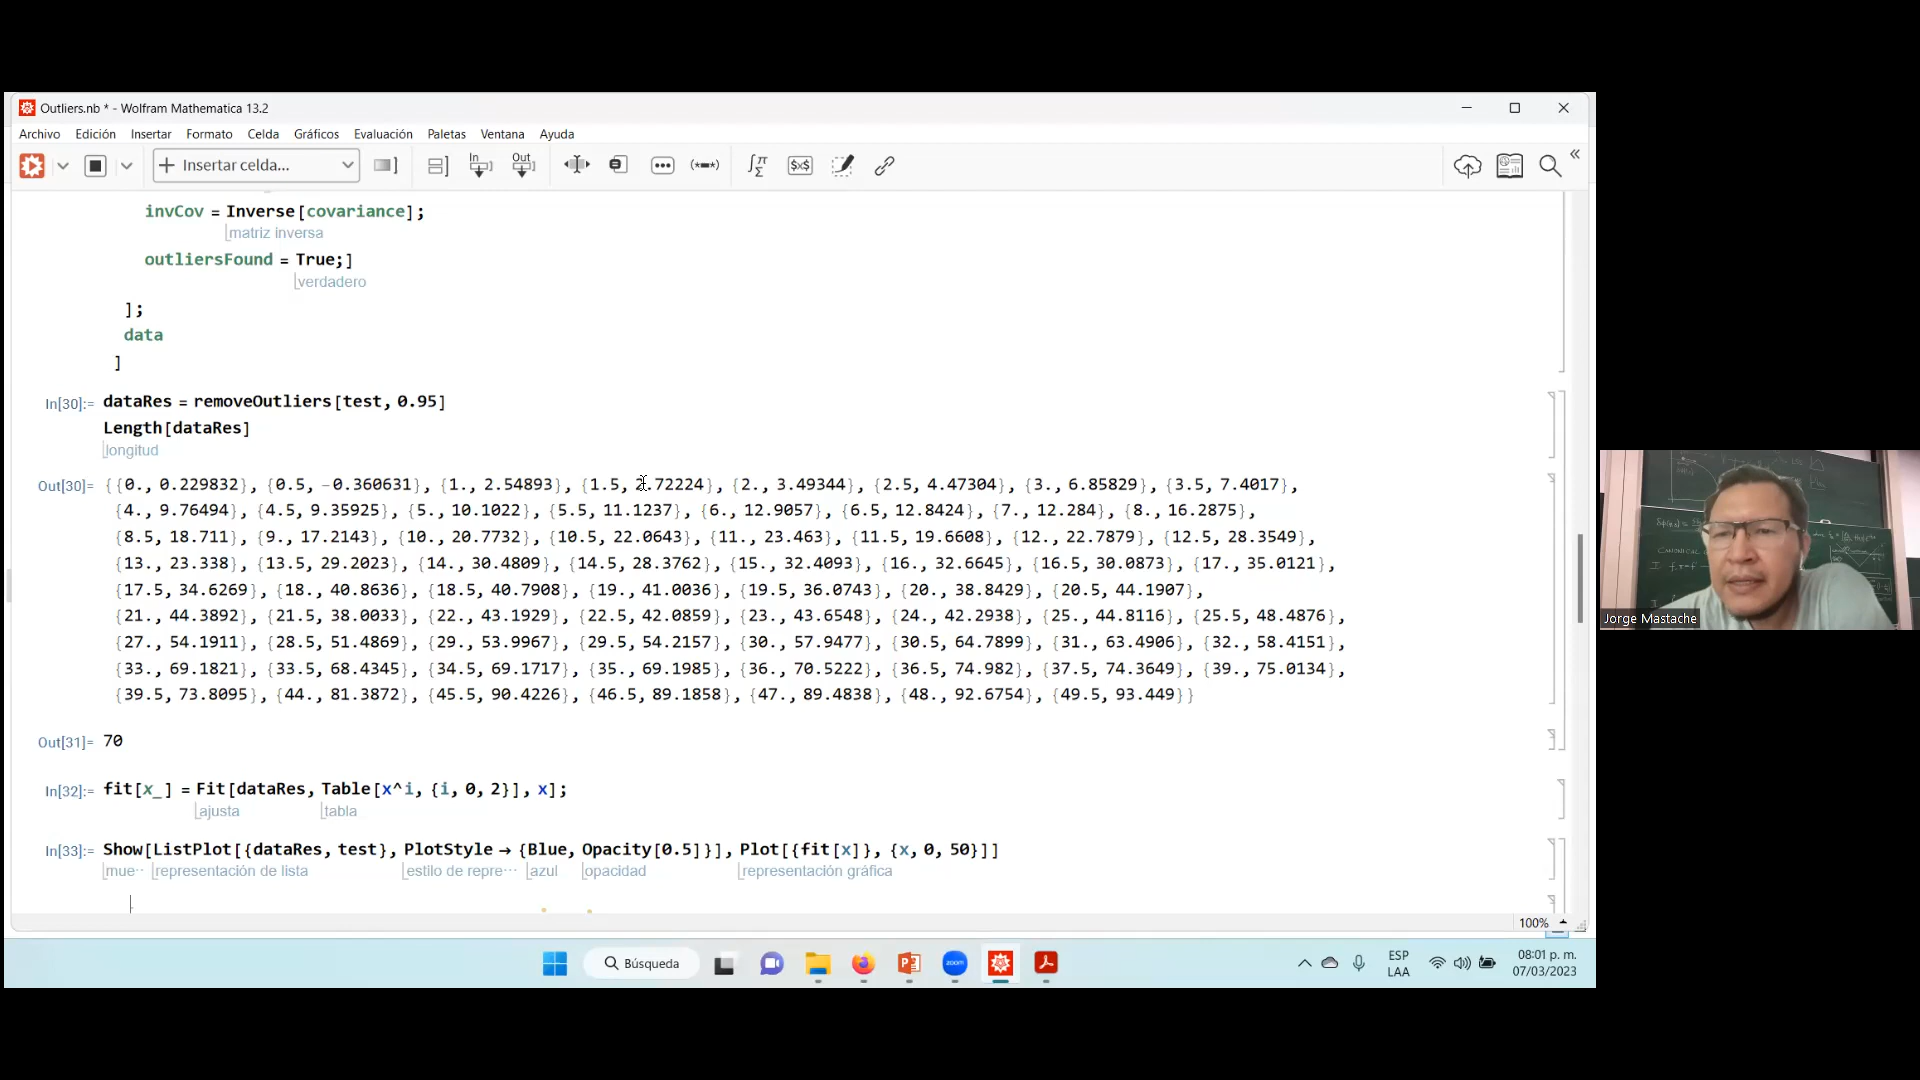 Outliers.nb * - Wolfram Mathematica 13.2
Archivo Edición Insertar Formato Celda Gráficos Evaluación Paletas Ventana Ayuda
Insertar celda... In Out
invCov = Inverse[covariance];
matriz inversa
outliersFound = True;]
verdadero
];
data
]
In[30]:= dataRes = removeOutliers[test, 0.95]
Length[dataRes]
longitud
Out[30]= {{0., 0.229832}, {0.5, -0.360631}, {1., 2.54893}, {1.5, 2.72224}, {2., 3.49344}, {2.5, 4.47304}, {3., 6.85829}, {3.5, 7.4017},
{4., 9.76494}, {4.5, 9.35925}, {5., 10.1022}, {5.5, 11.1237}, {6., 12.9057}, {6.5, 12.8424}, {7., 12.284}, {8., 16.2875},
{8.5, 18.711}, {9., 17.2143}, {10., 20.7732}, {10.5, 22.0643}, {11., 23.463}, {11.5, 19.6608}, {12., 22.7879}, {12.5, 28.3549},
{13., 23.338}, {13.5, 29.2023}, {14., 30.4809}, {14.5, 28.3762}, {15., 32.4093}, {16., 32.6645}, {16.5, 30.0873}, {17., 35.0121},
{17.5, 34.6269}, {18., 40.8636}, {18.5, 40.7908}, {19., 41.0036}, {19.5, 36.0743}, {20., 38.8429}, {20.5, 44.1907},
{21., 44.3892}, {21.5, 38.0033}, {22., 43.1929}, {22.5, 42.0859}, {23., 43.6548}, {24., 42.2938}, {25., 44.8116}, {25.5, 48.4876},
{27., 54.1911}, {28.5, 51.4869}, {29., 53.9967}, {29.5, 54.2157}, {30., 57.9477}, {30.5, 64.7899}, {31., 63.4906}, {32., 58.4151},
{33., 69.1821}, {33.5, 68.4345}, {34.5, 69.1717}, {35., 69.1985}, {36., 70.5222}, {36.5, 74.982}, {37.5, 74.3649}, {39., 75.0134},
{39.5, 73.8095}, {44., 81.3872}, {45.5, 90.4226}, {46.5, 89.1858}, {47., 89.4838}, {48., 92.6754}, {49.5, 93.449}}
Out[31]= 70
In[32]:= fit[x_] = Fit[dataRes, Table[x^i, {i, 0, 2}], x];
ajusta tabla
In[33]:= Show[ListPlot[{dataRes, test}, PlotStyle → {Blue, Opacity[0.5]}], Plot[{fit[x]}, {x, 0, 50}]]
mue·· representación de lista estilo de repre··· azul opacidad representación gráfica
100%
Búsqueda zoom ESP LAA 08:01 p. m. 07/03/2023
Jorge Mastache